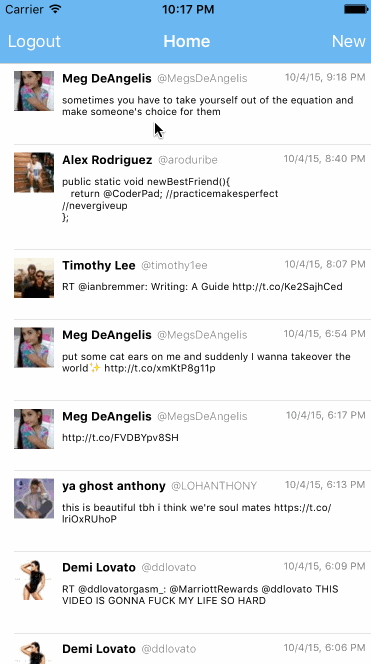 Carrier 10:17 PM
Logout Home New
Meg DeAngelis @MegsDeAngelis 10/4/15, 9:18 PM
sometimes you have to take yourself out of the equation and
make someone's choice for them
Alex Rodriguez @aroduribe 10/4/15, 8:40 PM
public static void newBestFriend(){
return @CoderPad; //practicemakesperfect
//nevergiveup
};
Timothy Lee @timothy1ee 10/4/15, 8:07 PM
RT @ianbremmer: Writing: A Guide http://t.co/Ke2SajhCed
Meg DeAngelis @MegsDeAngelis 10/4/15, 6:54 PM
put some cat ears on me and suddenly I wanna takeover the
world✨ http://t.co/xmKtP8g11p
Meg DeAngelis @MegsDeAngelis 10/4/15, 6:17 PM
http://t.co/FVDBYpv8SH
ya ghost anthony @LOHANTHONY 10/4/15, 6:13 PM
this is beautiful tbh i think we're soul mates https://t.co/
IriOxRUhoP
Demi Lovato @ddlovato 10/4/15, 6:09 PM
RT @ddlovatorgasm_: @MarriottRewards @ddlovato THIS
VIDEO IS GONNA FUCK MY LIFE SO HARD
Demi Lovato @ddlovato 10/4/15, 6:06 PM